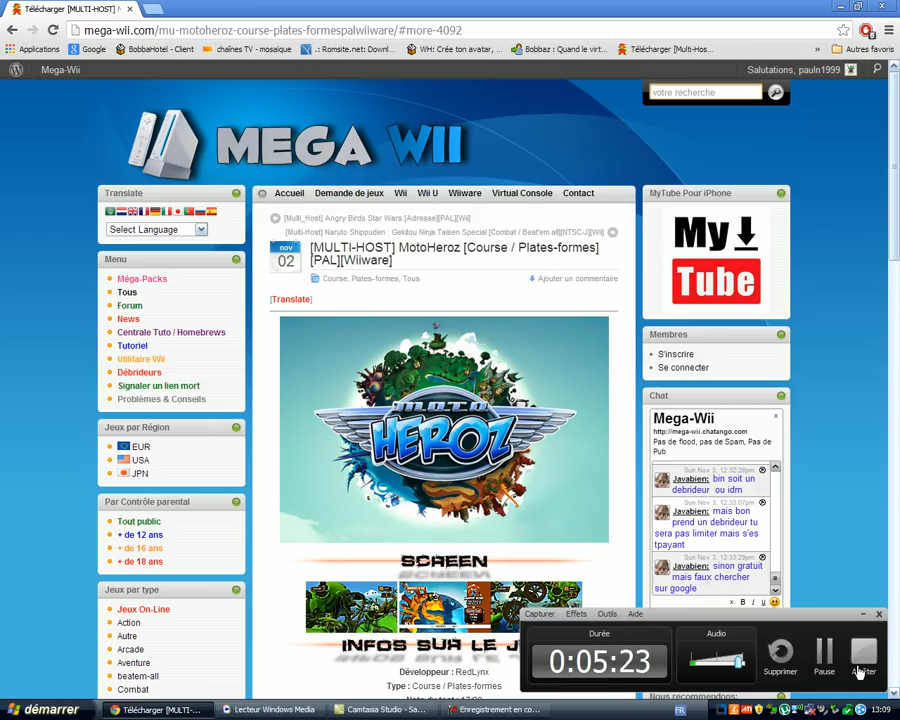 Télécharger [MULTI-HOST]
mega-wii.com/mu-motoheroz-course-plates-formespalwiiware/#more-4092
Applications
Google
BobbaHotel - Client
chaînes TV - mosaïque
.: Romsite.net: Downl...
WH: Crée ton avatar, ...
Bobbaz : Quand le virt...
Télécharger [Multi-Hos...
»
Autres favoris
Mega-Wii
Salutations, pauln1999
votre recherche
MEGA WII
Translate
Select Language
Menu
Méga-Packs
Tous
Forum
News
Centrale Tuto / Homebrews
Tutoriel
Utilitaire Wii
Débrideurs
Signaler un lien mort
Problèmes & Conseils
Jeux par Région
EUR
USA
JPN
Par Contrôle parental
Tout public
+ de 12 ans
+ de 16 ans
+ de 18 ans
Jeux par type
Jeux On-Line
Action
Autre
Arcade
Aventure
beatem-all
Combat
Accueil
Demande de jeux
Wii
Wii U
Wiiware
Virtual Console
Contact
[Multi_Host] Angry Birds Star Wars [Adresse][PAL][Wii]
[Multi-Host] Naruto Shippuden : Gekitou Ninja Taisen Special [Combat / Beat'em all][NTSC-J][Wii]
nov
02
[MULTI-HOST] MotoHeroz [Course / Plates-formes]
[PAL][Wiiware]
Course, Plates-formes, Tous
Ajouter un commentaire
[Translate]
MOTO
HEROZ
SCREEN
INFOS SUR LE J
Développeur : RedLynx
Type : Course / Plates-formes
MyTube Pour iPhone
My
Tube
Membres
S'inscrire
Se connecter
Chat
Mega-Wii
x
http://mega-wii.chatango.com
Pas de flood, pas de Spam, Pas de
Pub
Sun Nov 3, 12:32:28pm
Javabien: bin soit un
debrideur ou idm
Sun Nov 3, 12:33:07pm
Javabien: mais bon
prend un debrideur tu
sera pas limiter mais s'es
tpayant
Sun Nov 3, 12:33:29pm
Javabien: sinon gratuit
mais faux chercher
sur google
x B I u
Nous recommendons:
Capturer
Effets
Outils
Aide
Durée
0:05:23
Audio
Supprimer
Pause
démarrer
Télécharger [MULTI-...
Lecteur Windows Media
Camtasia Studio - Sa...
Enregistrement en co...
FR
13:09